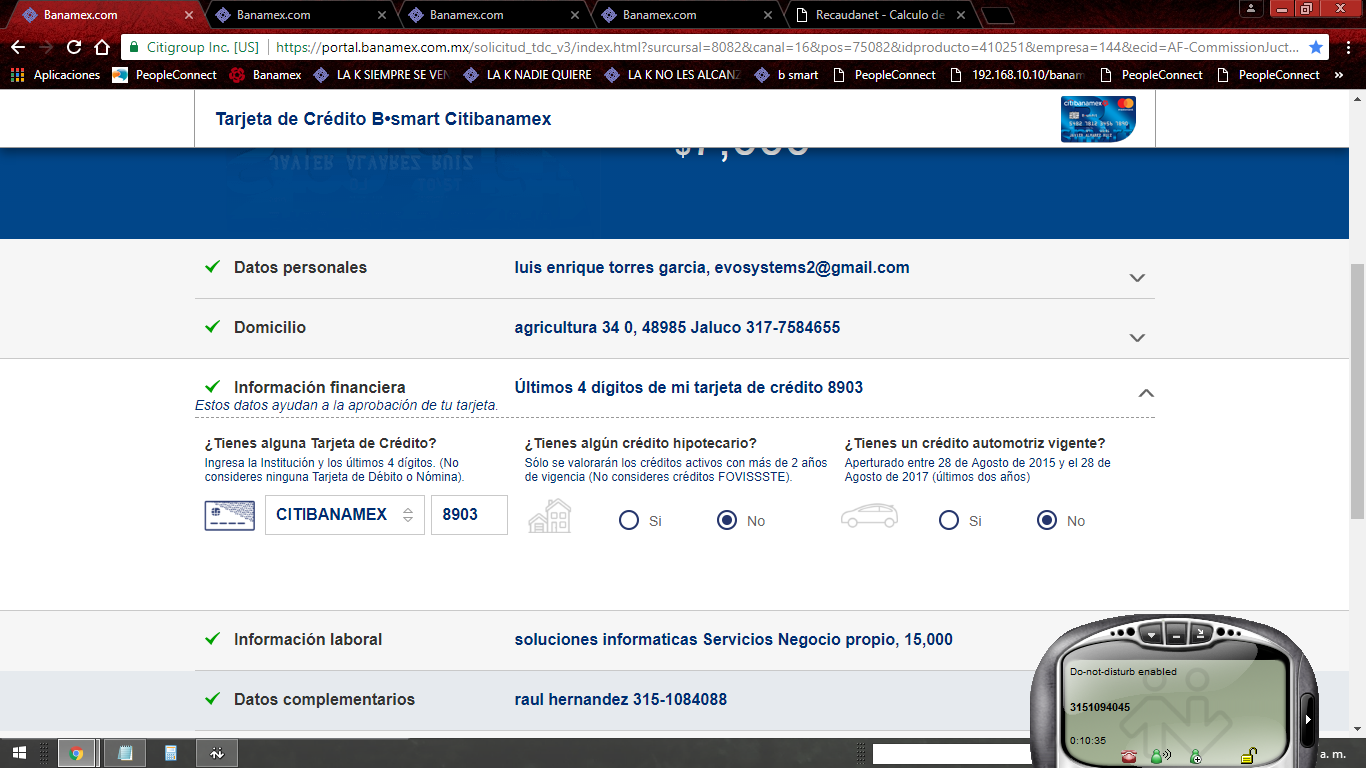 Banamex.com
Banamex.com
Banamex.com
Banamex.com
Recaudanet - Calculo de
Citigroup Inc. [US]
https://portal.banamex.com.mx/solicitud_tdc_v3/index.html?sursursal=8082&canal=16&pos=75082&idproducto=410251&empresa=144&ecid=AF-CommissionJuct...
Aplicaciones
PeopleConnect
Banamex
LA K SIEMPRE SE VEN
LA K NADIE QUIERE
LA K NO LES ALCANZ
b smart
PeopleConnect
192.168.10.10/banam
PeopleConnect
PeopleConnect
»
Tarjeta de Crédito B•smart Citibanamex
citibanamex
JAVIER ALVAREZ RUIZ
Datos personales
luis enrique torres garcia, evosystems2@gmail.com
Domicilio
agricultura 34 0, 48985 Jaluco 317-7584655
Información financiera
Últimos 4 dígitos de mi tarjeta de crédito 8903
Estos datos ayudan a la aprobación de tu tarjeta.
¿Tienes alguna Tarjeta de Crédito?
Ingresa la Institución y los últimos 4 dígitos. (No
consideres ninguna Tarjeta de Débito o Nómina).
CITIBANAMEX
8903
¿Tienes algún crédito hipotecario?
Sólo se valorarán los créditos activos con más de 2 años
de vigencia (No consideres créditos FOVISSSTE).
Si
No
¿Tienes un crédito automotriz vigente?
Aperturado entre 28 de Agosto de 2015 y el 28 de
Agosto de 2017 (últimos dos años)
Si
No
Información laboral
soluciones informaticas Servicios Negocio propio, 15,000
Datos complementarios
raul hernandez 315-1084088
Do-not-disturb enabled
3151094045
0:10:35
a. m.